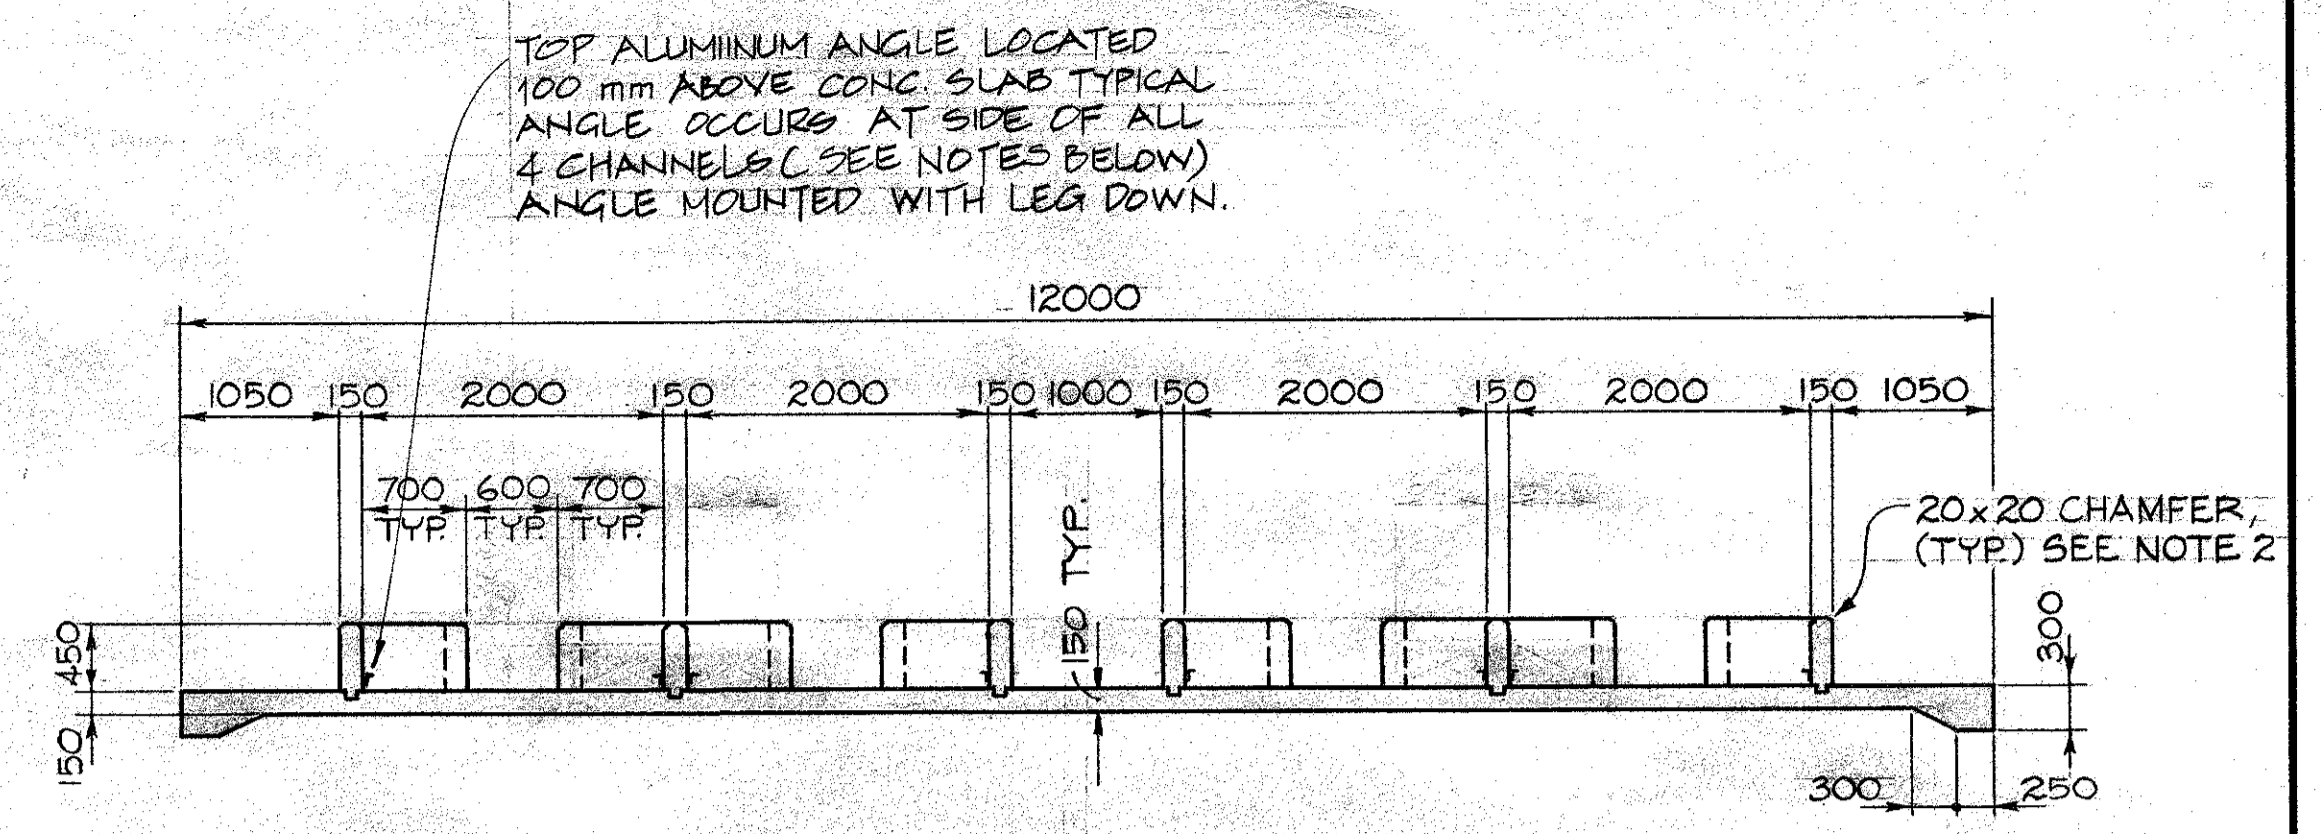 TOP ALUMIINUM ANGLE LOCATED
100 mm ABOVE CONC. SLAB TYPICAL
ANGLE OCCURS AT SIDE OF ALL
4 CHANNELS ( SEE NOTES BELOW)
ANGLE MOUNTED WITH LEG DOWN.
12000
1050 150 2000 150 2000 150 1000 150 2000 150 2000 150 1050
700 600 700
TYP. TYP. TYP.
150 TYP.
20x20 CHAMFER,
(TYP.) SEE NOTE 2
450
150
300
300 250